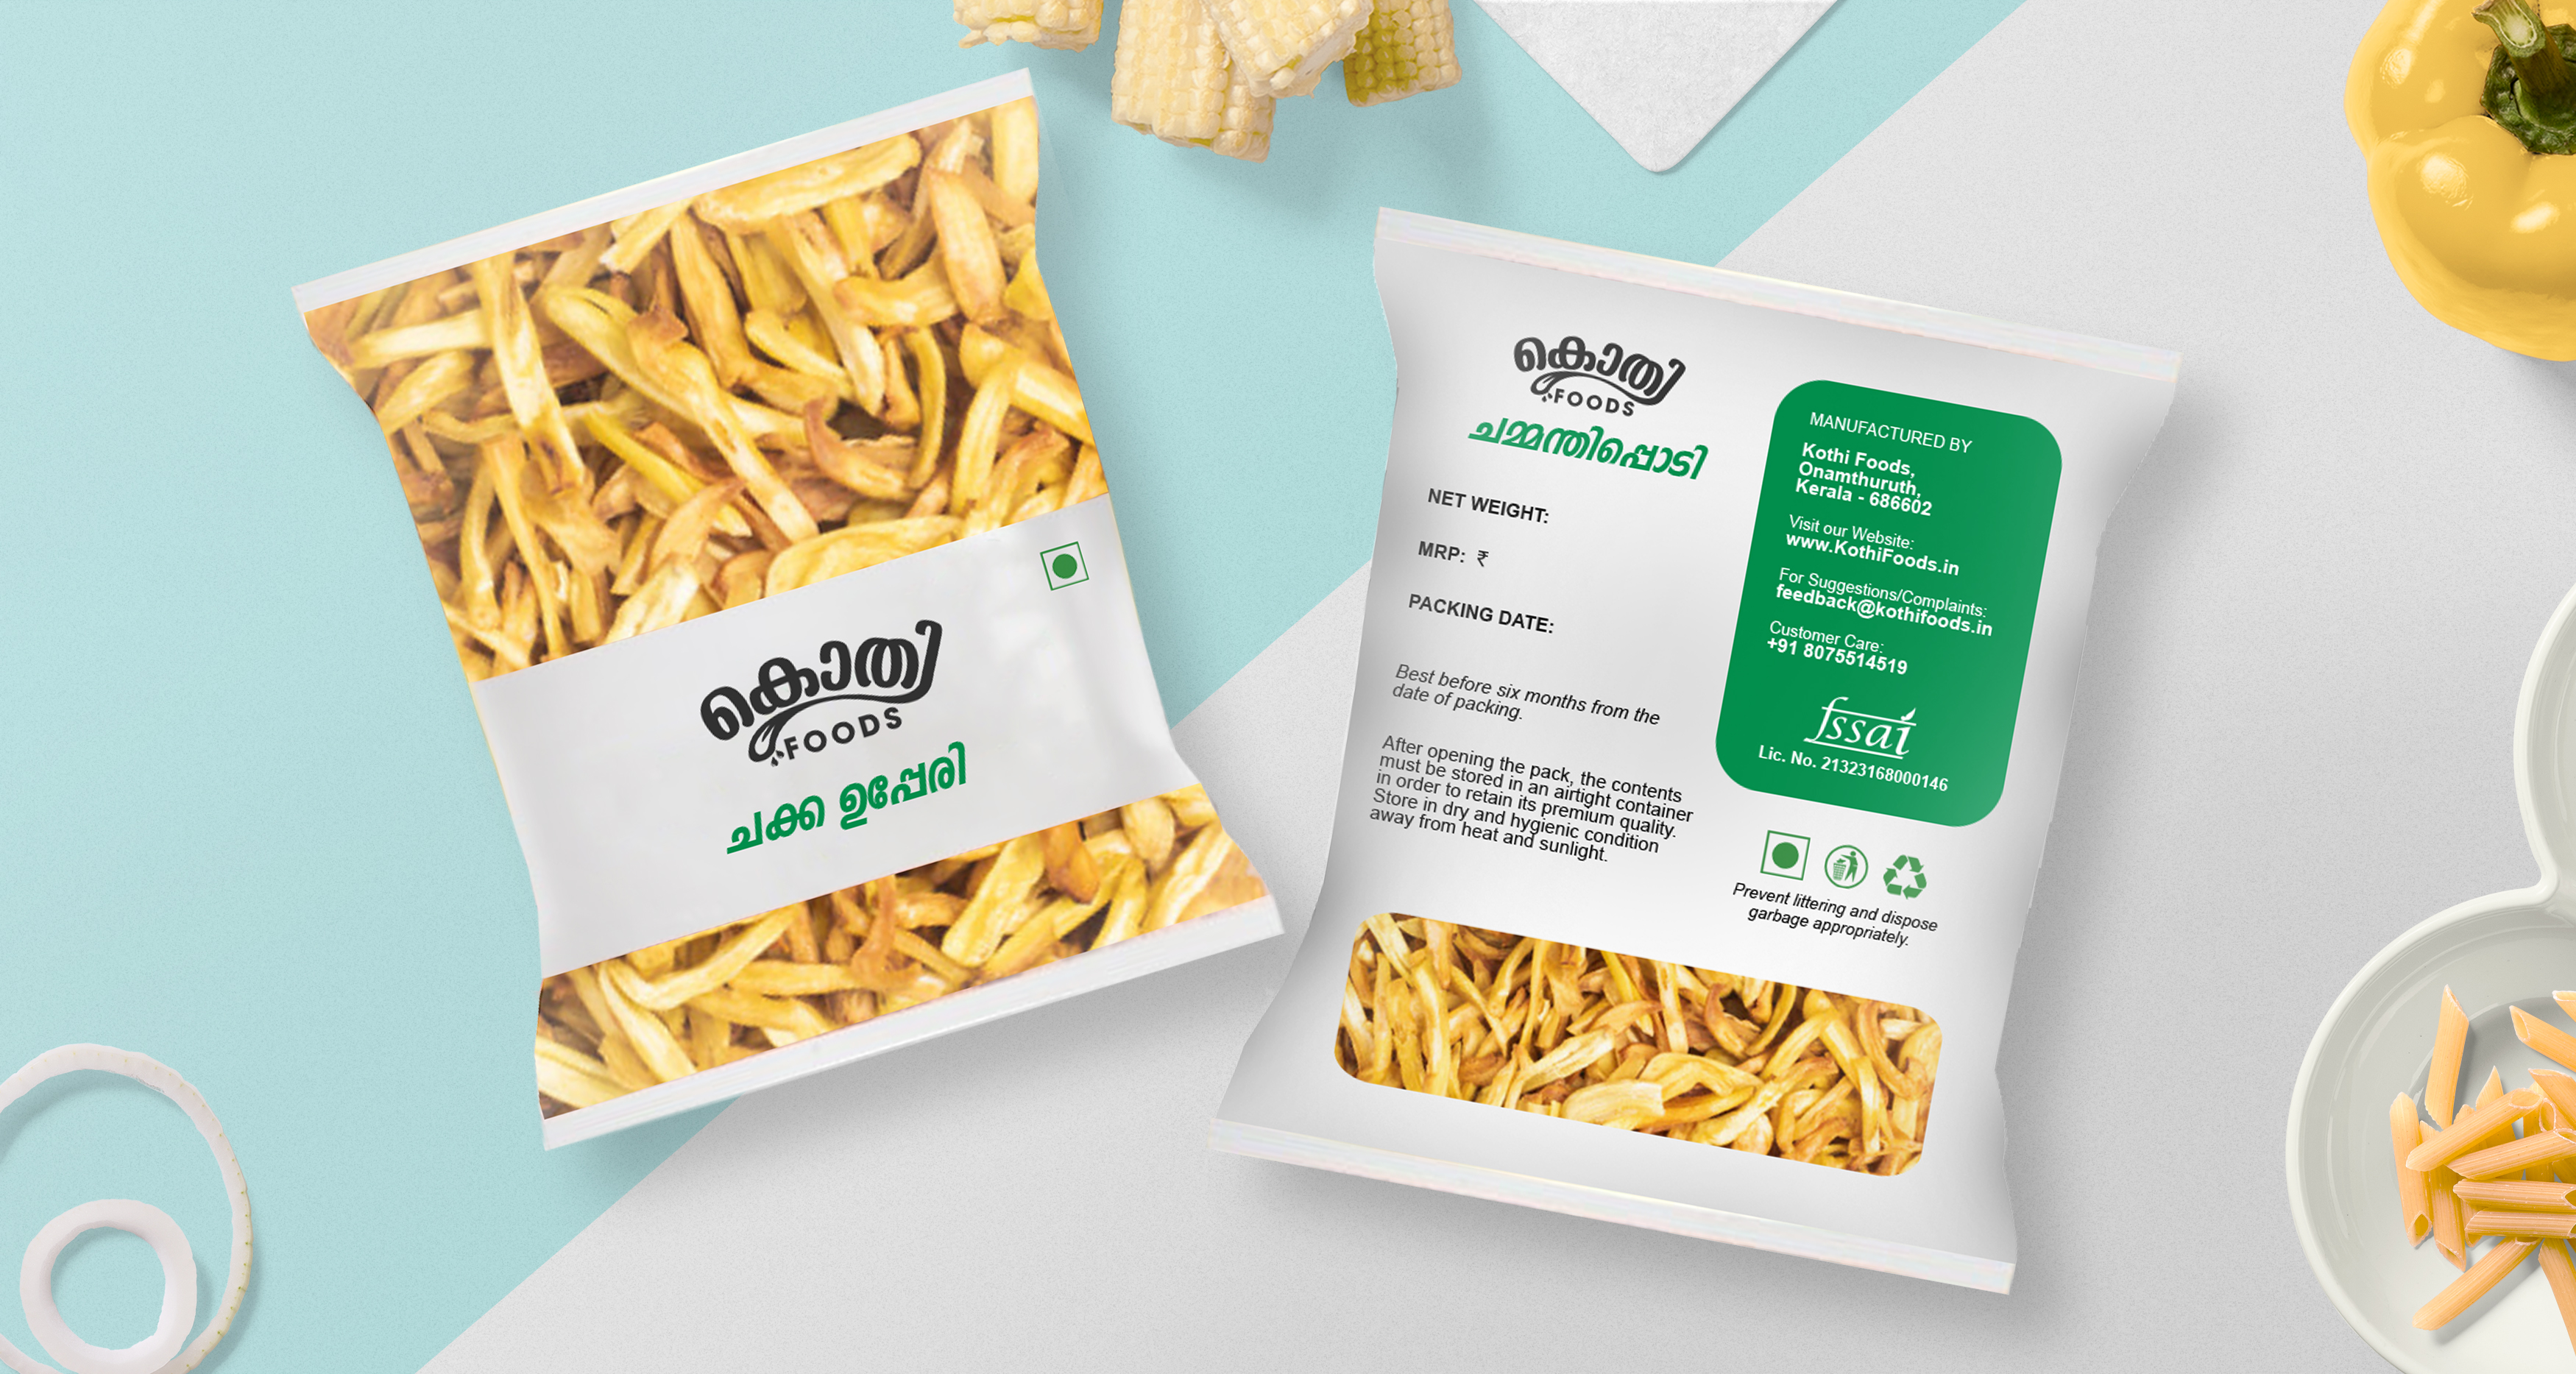 കൊതി
FOODS
ചക്ക ഉപ്പേരി
കൊതി
FOODS
ചമ്മന്തിപ്പൊടി
NET WEIGHT:
MRP: ₹
PACKING DATE:
Best before six months from the
date of packing.
After opening the pack, the contents
must be stored in an airtight container
in order to retain its premium quality.
Store in dry and hygienic condition
away from heat and sunlight.
MANUFACTURED BY
Kothi Foods,
Onamthuruth,
Kerala - 686602
Visit our Website:
www.KothiFoods.in
For Suggestions/Complaints:
feedback@kothifoods.in
Customer Care:
+91 8075514519
fssai
Lic. No. 21323168000146
Prevent littering and dispose
garbage appropriately.